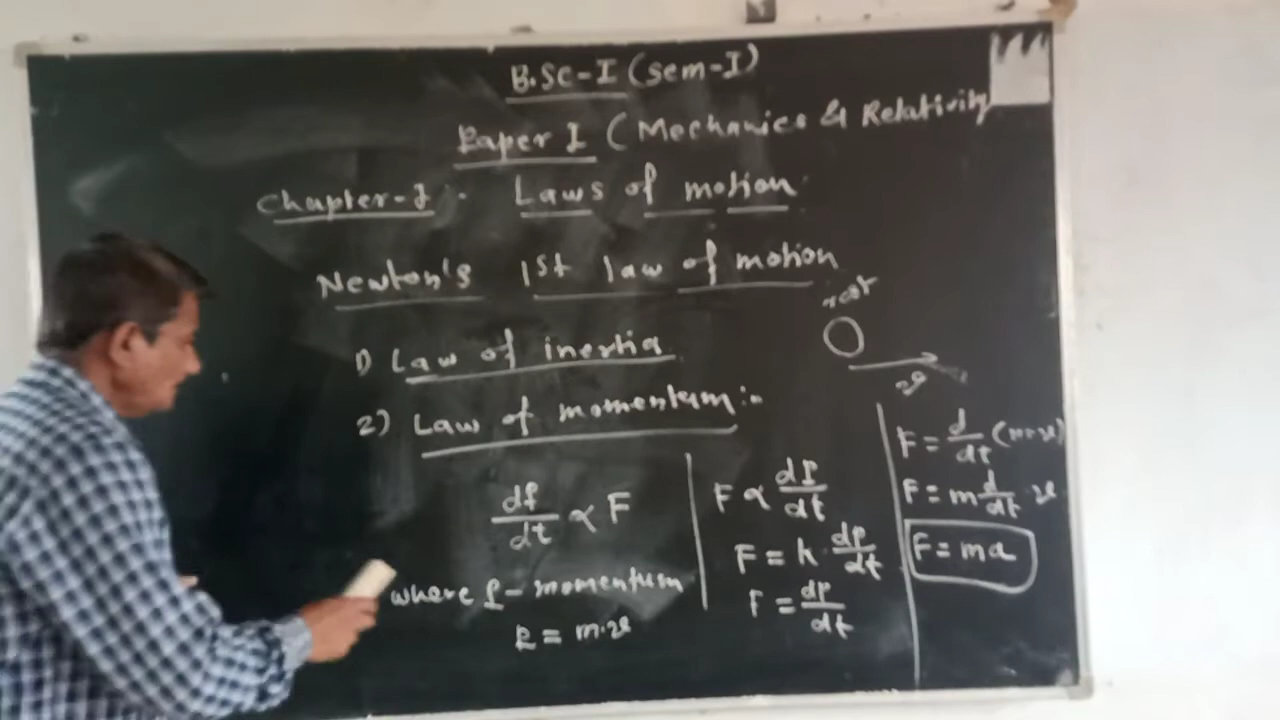 B.Sc-I (Sem-I)
Paper I (Mechanics & Relativity
Chapter-I :- Laws of motion
Newton's 1st law of motion
1) Law of inertia
2) Law of momentum:-
dp/dt ∝ F
where p - momentum
p = m.v
F ∝ dp/dt
F = k dp/dt
F = dp/dt
v
F = d/dt (m.v)
F = m d/dt v
F = ma